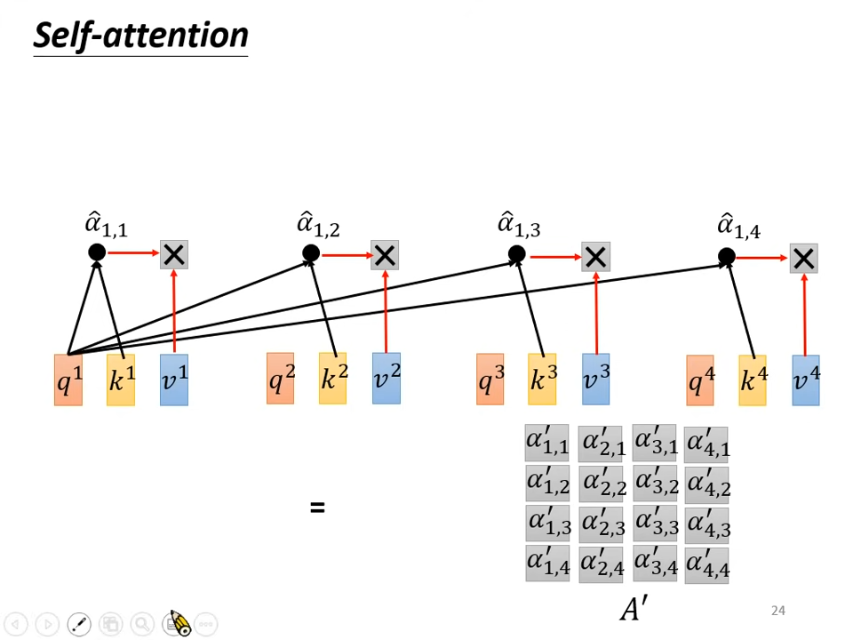 Self-attention
α̂₁,₁ α̂₁,₂ α̂₁,₃ α̂₁,₄
q¹ k¹ v¹ q² k² v² q³ k³ v³ q⁴ k⁴ v⁴
α′₁,₁ α′₂,₁ α′₃,₁ α′₄,₁
α′₁,₂ α′₂,₂ α′₃,₂ α′₄,₂
=
α′₁,₃ α′₂,₃ α′₃,₃ α′₄,₃
α′₁,₄ α′₂,₄ α′₃,₄ α′₄,₄
A′
24